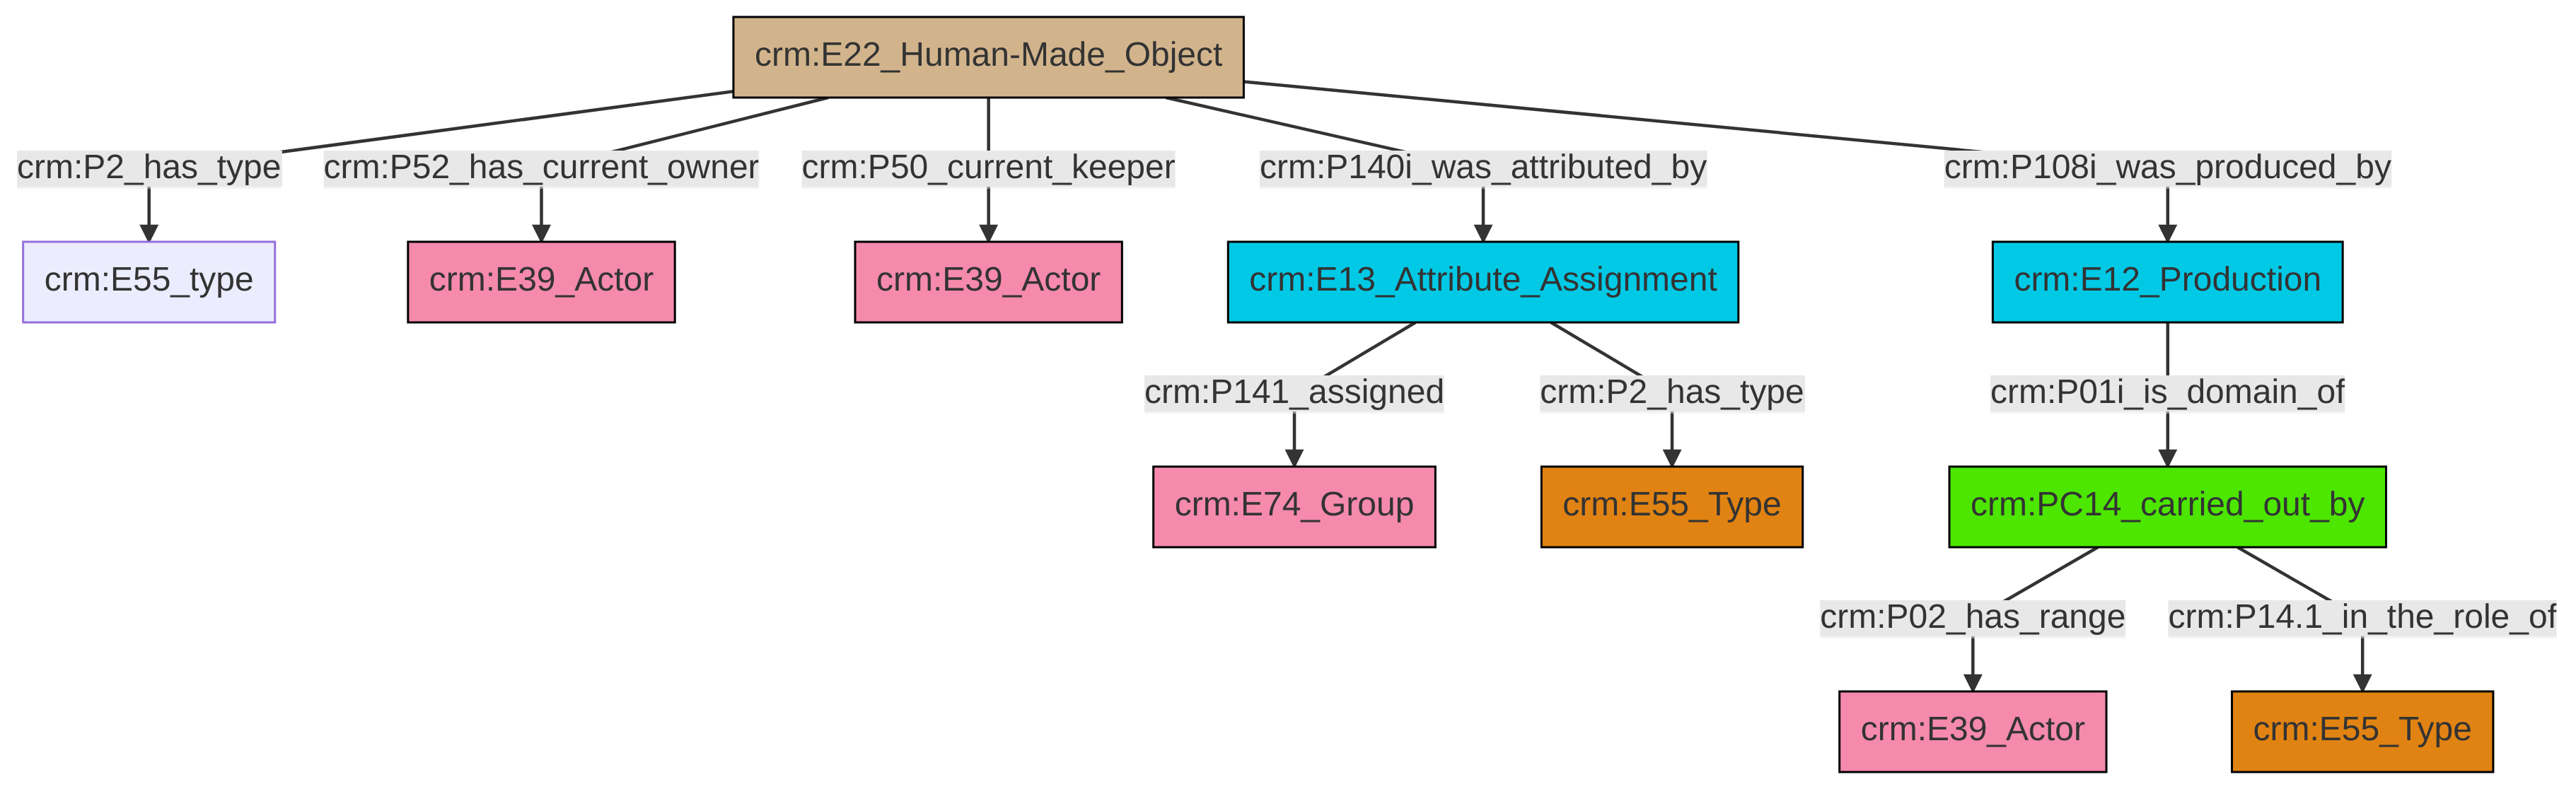 crm:E22_Human-Made_Object
crm:P2_has_type
crm:P52_has_current_owner
crm:P50_current_keeper
crm:P140i_was_attributed_by
crm:P108i_was_produced_by
crm:E55_type
crm:E39_Actor
crm:E39_Actor
crm:E13_Attribute_Assignment
crm:E12_Production
crm:P141_assigned
crm:P2_has_type
crm:P01i_is_domain_of
crm:E74_Group
crm:E55_Type
crm:PC14_carried_out_by
crm:P02_has_range
crm:P14.1_in_the_role_of
crm:E39_Actor
crm:E55_Type